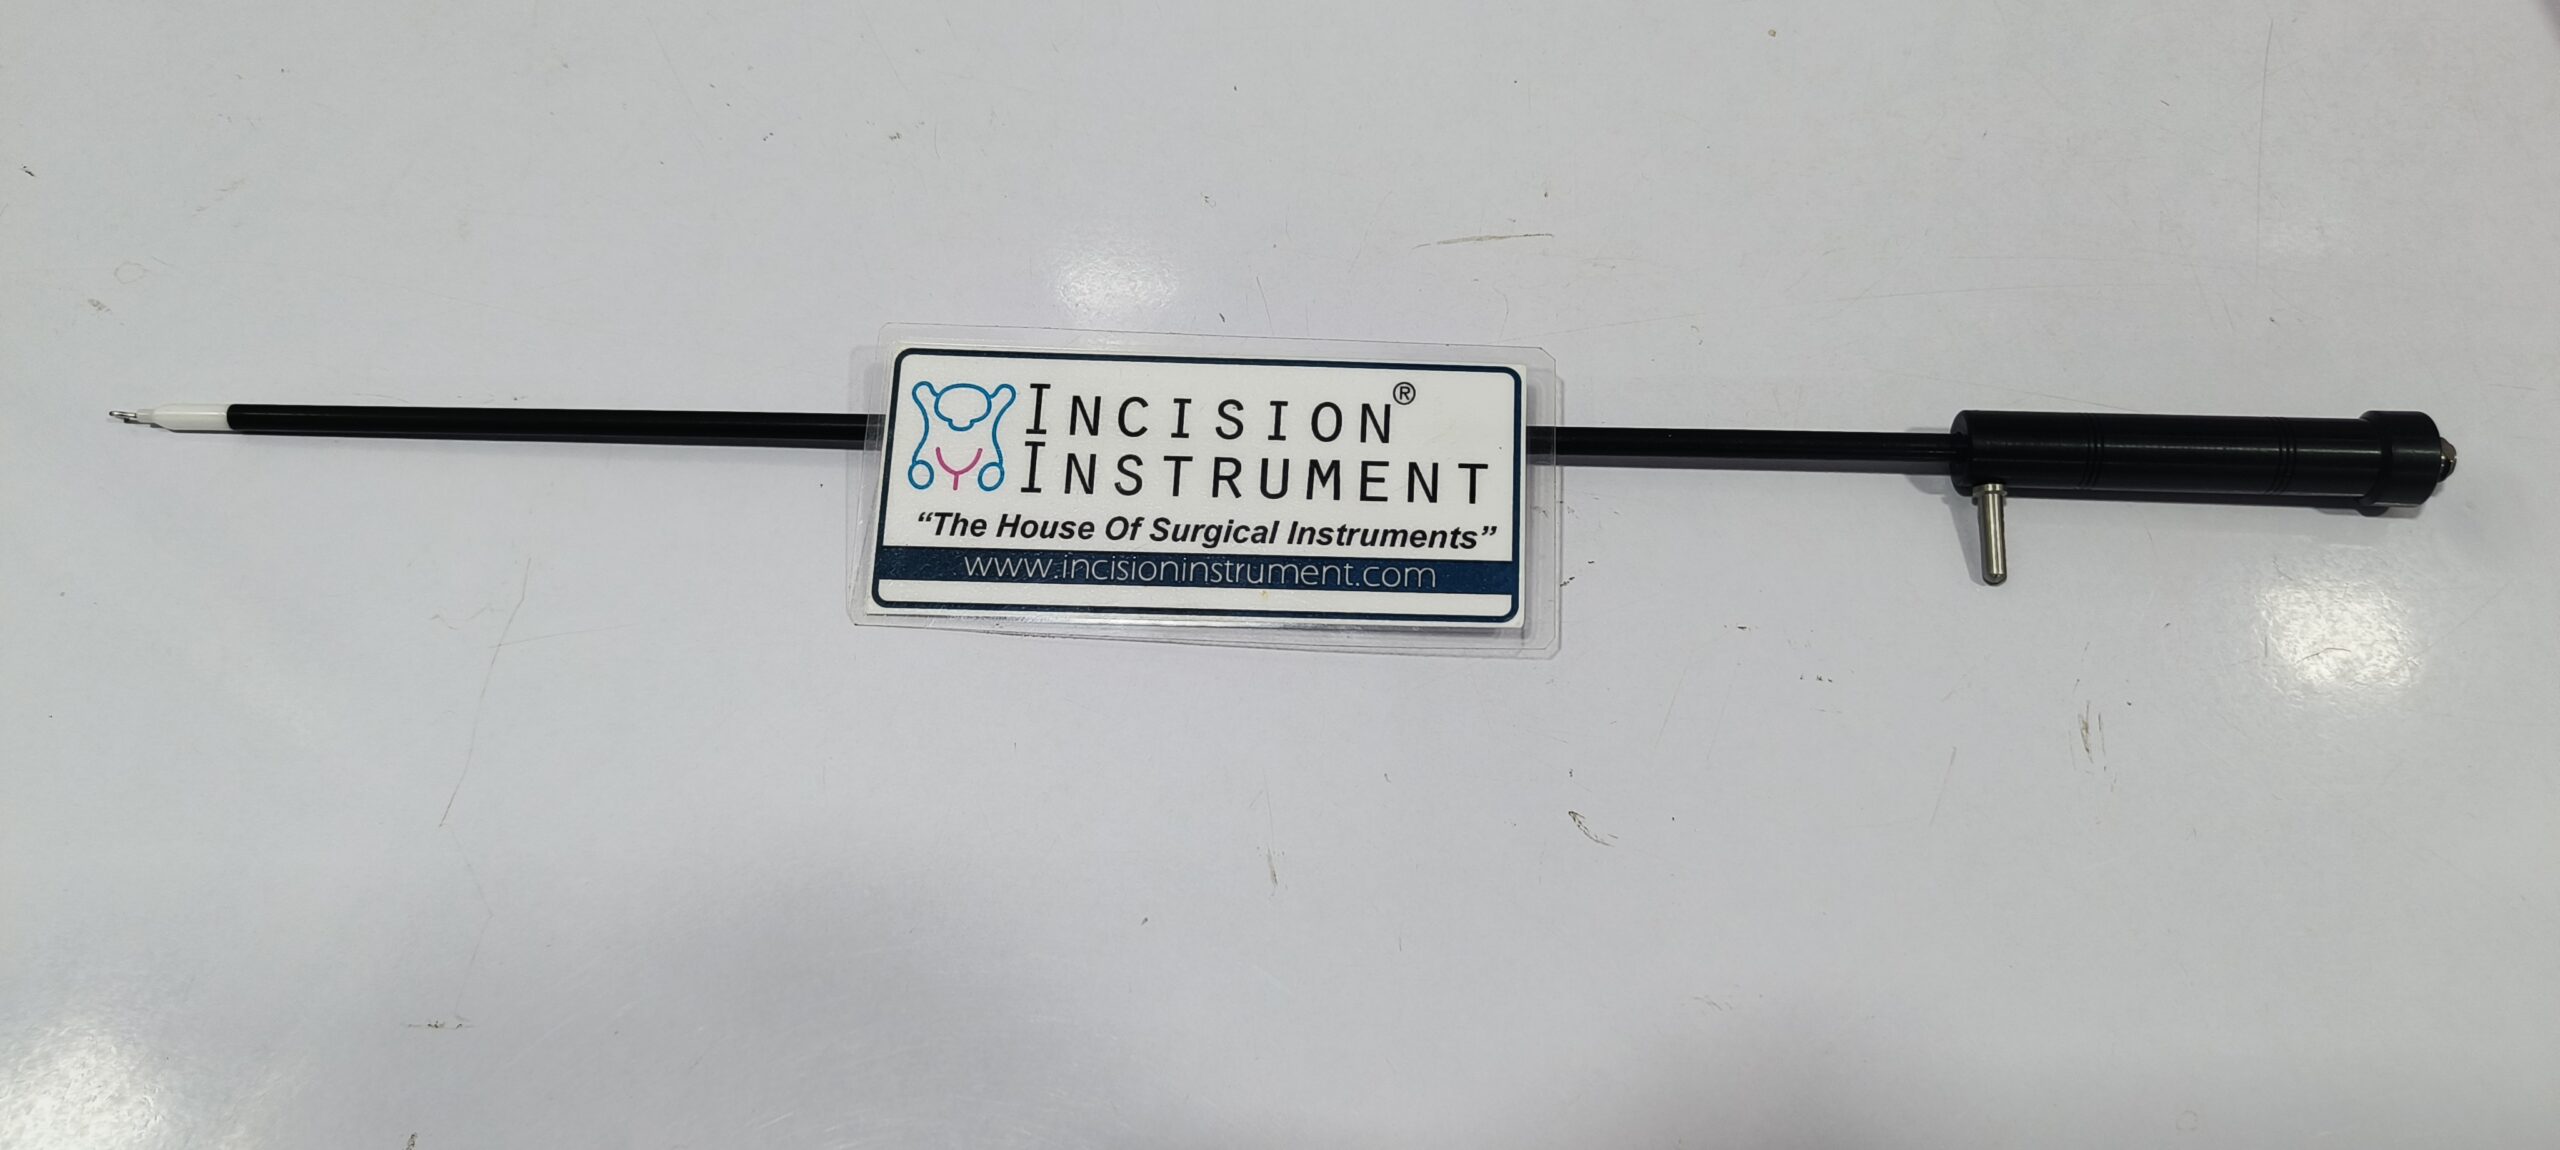 INCISION®
INSTRUMENT
“The House Of Surgical Instruments”
www.incisioninstrument.com